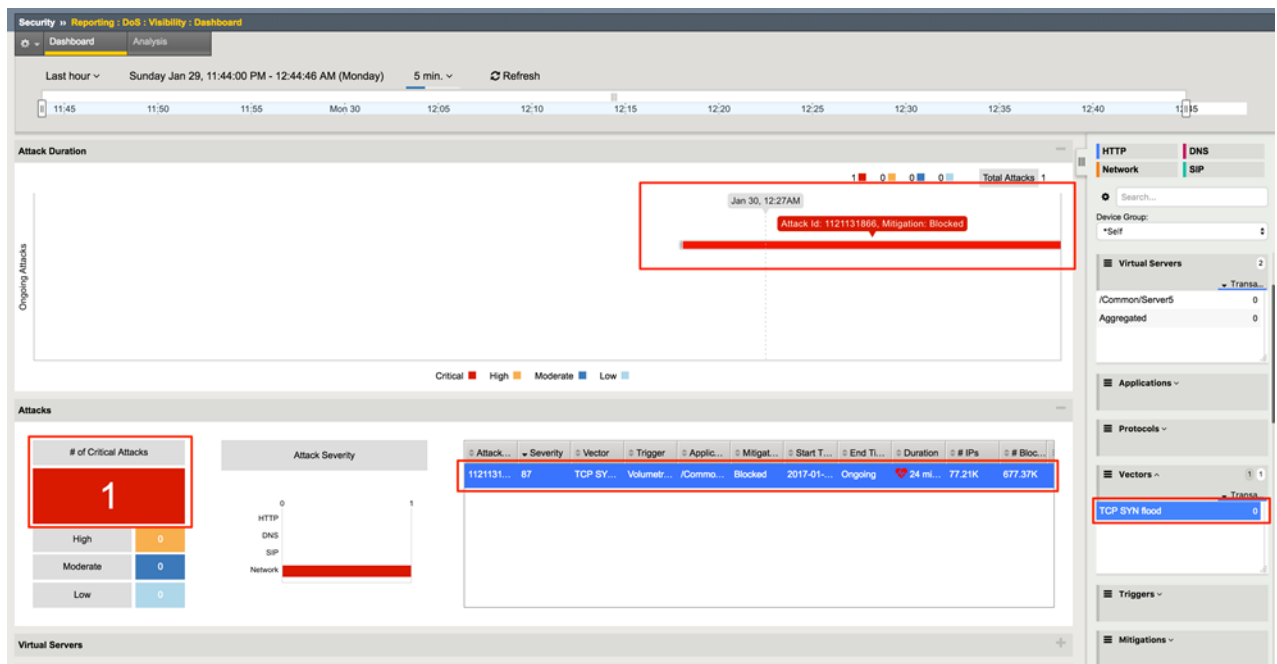 Security ›› Reporting : DoS : Visibility : Dashboard
Dashboard Analysis
Last hour Sunday Jan 29, 11:44:00 PM - 12:44:46 AM (Monday) 5 min. Refresh
11:45 11:50 11:55 Mon 30 12:05 12:10 12:15 12:20 12:25 12:30 12:35 12:40
Attack Duration
1 0 0 0 Total Attacks 1
Jan 30, 12:27AM
Attack Id: 1121131866, Mitigation: Blocked
Ongoing Attacks
Critical High Moderate Low
Attacks
# of Critical Attacks
1
High 0
Moderate 0
Low 0
Attack Severity
0 1
HTTP
DNS
SIP
Network
Attack... Severity Vector Trigger Applic... Mitigat... Start T... End Ti... Duration # IPs # Bloc...
1121131... 87 TCP SY... Volumetr... /Commo... Blocked 2017-01-... Ongoing 24 mi... 77.21K 677.37K
Virtual Servers
HTTP DNS
Network SIP
Search...
Device Group:
*Self
Virtual Servers 2
Transa...
/Common/Server5 0
Aggregated 0
Applications
Protocols
Vectors 1 1
Transa...
TCP SYN flood 0
Triggers
Mitigations